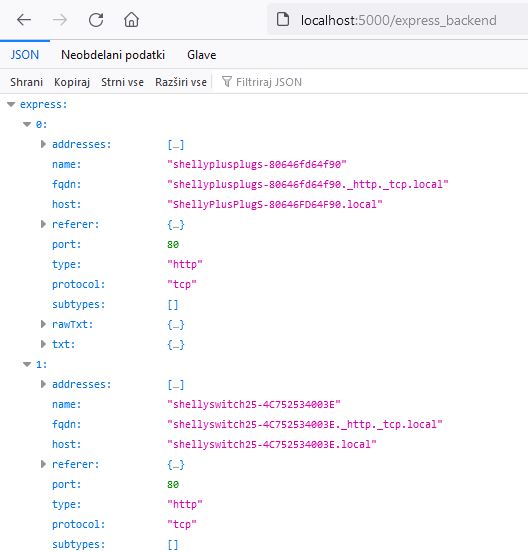 localhost:5000/express_backend
JSON Neobdelani podatki Glave
Shrani Kopiraj Strni vse Razširi vse Filtriraj JSON
express:
0:
addresses: […]
name: "shellyplusplugs-80646fd64f90"
fqdn: "shellyplusplugs-80646fd64f90._http._tcp.local"
host: "ShellyPlusPlugS-80646FD64F90.local"
referer: {…}
port: 80
type: "http"
protocol: "tcp"
subtypes: []
rawTxt: {…}
txt: {…}
1:
addresses: […]
name: "shellyswitch25-4C752534003E"
fqdn: "shellyswitch25-4C752534003E._http._tcp.local"
host: "shellyswitch25-4C752534003E.local"
referer: {…}
port: 80
type: "http"
protocol: "tcp"
subtypes: []